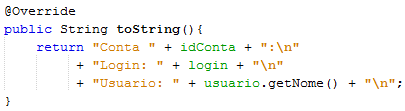 @Override
public String toString(){
return "Conta " + idConta + ":\n"
+ "Login: " + login + "\n"
+ "Usuario: " + usuario.getNome() + "\n";
}